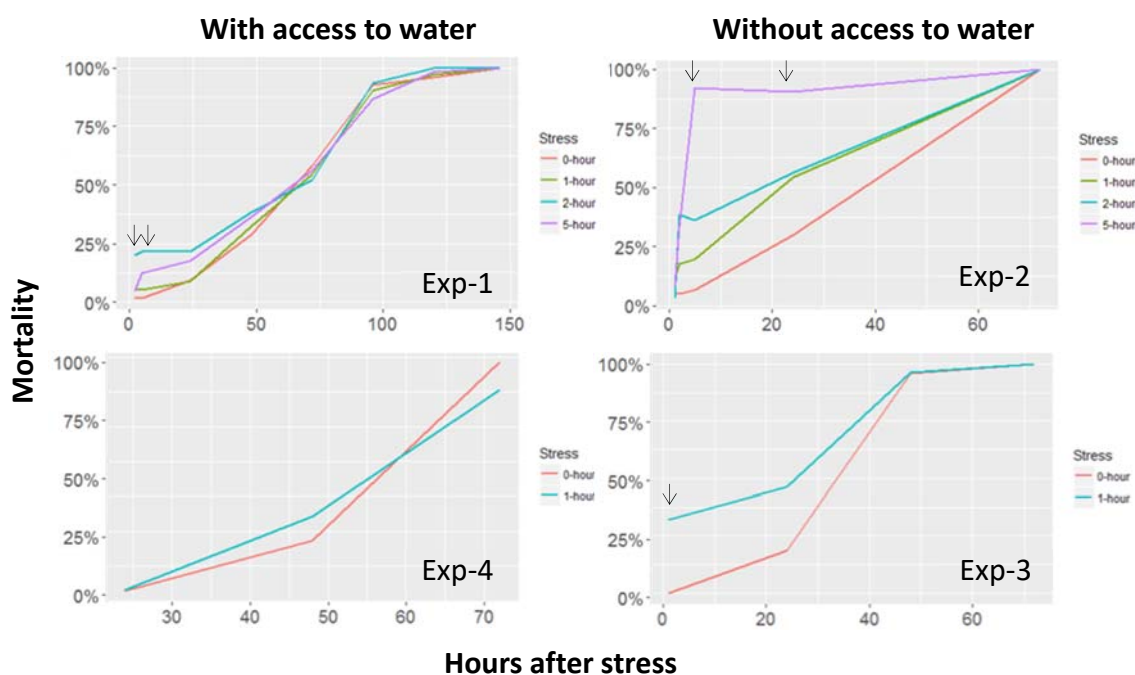 With access to water
Without access to water
Mortality
100%
75%
50%
25%
0%
0
50
100
150
Exp-1
Stress
0-hour
1-hour
2-hour
5-hour
100%
75%
50%
25%
0%
0
20
40
60
Exp-2
Stress
0-hour
1-hour
2-hour
5-hour
100%
75%
50%
25%
0%
30
40
50
60
70
Exp-4
Stress
0-hour
1-hour
100%
75%
50%
25%
0%
0
20
40
60
Exp-3
Stress
0-hour
1-hour
Hours after stress